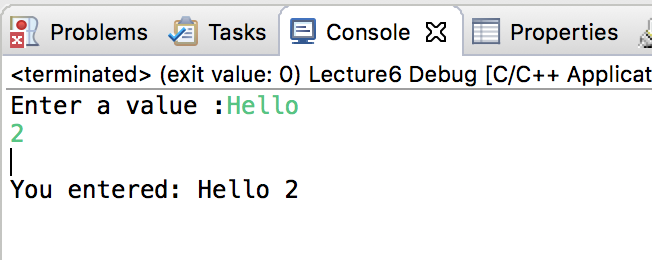 Problems Tasks Console Properties
<terminated> (exit value: 0) Lecture6 Debug [C/C++ Applicat
Enter a value :Hello
2
You entered: Hello 2